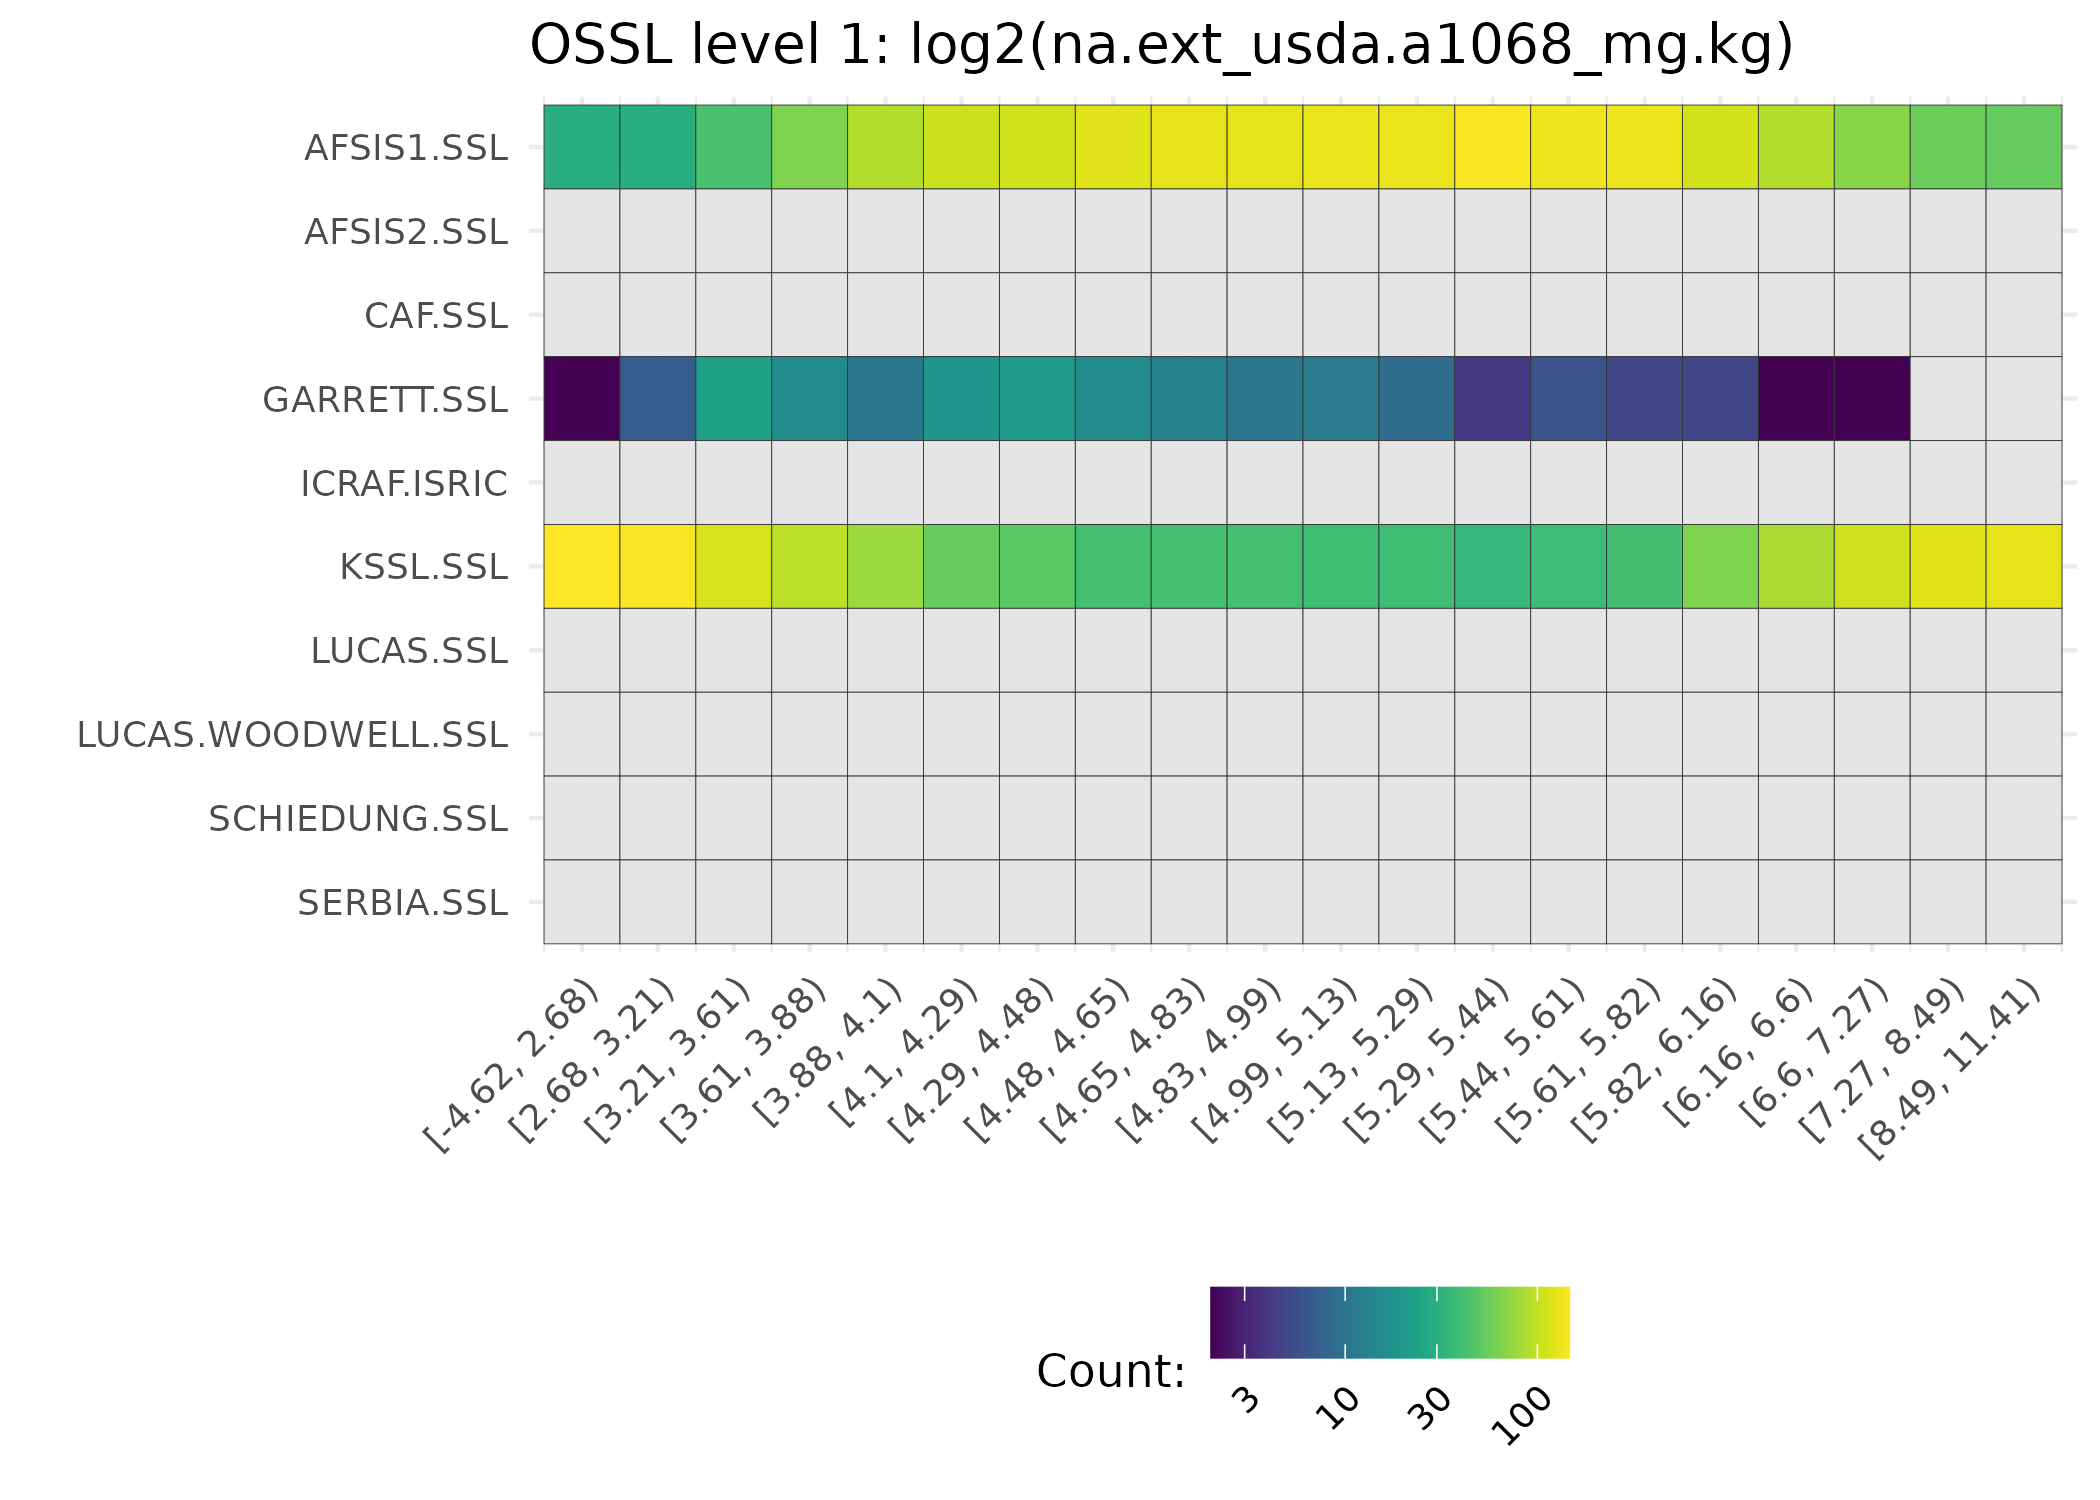 OSSL level 1: log2(na.ext_usda.a1068_mg.kg)
AFSIS1.SSL
AFSIS2.SSL
CAF.SSL
GARRETT.SSL
ICRAF.ISRIC
KSSL.SSL
LUCAS.SSL
LUCAS.WOODWELL.SSL
SCHIEDUNG.SSL
SERBIA.SSL
[-4.62, 2.68)
[2.68, 3.21)
[3.21, 3.61)
[3.61, 3.88)
[3.88, 4.1)
[4.1, 4.29)
[4.29, 4.48)
[4.48, 4.65)
[4.65, 4.83)
[4.83, 4.99)
[4.99, 5.13)
[5.13, 5.29)
[5.29, 5.44)
[5.44, 5.61)
[5.61, 5.82)
[5.82, 6.16)
[6.16, 6.6)
[6.6, 7.27)
[7.27, 8.49)
[8.49, 11.41)
Count:
3
10
30
100